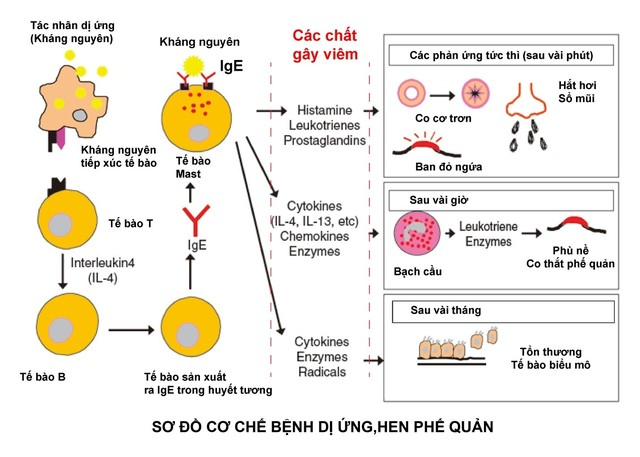 Tác nhân dị ứng
(Kháng nguyên)
Kháng nguyên
tiếp xúc tế bào
Tế bào T
Interleukin4
(IL-4)
Tế bào B
Kháng nguyên
IgE
Tế bào
Mast
IgE
Tế bào sản xuất
ra IgE trong huyết tương
Các chất
gây viêm
Histamine
Leukotrienes
Prostaglandins
Cytokines
(IL-4, IL-13, etc)
Chemokines
Enzymes
Cytokines
Enzymes
Radicals
Các phản ứng tức thì (sau vài phút)
Co cơ trơn
Hắt hơi
Sổ mũi
Ban đỏ ngứa
Sau vài giờ
Bạch cầu
Leukotriene
Enzymes
Phù nề
Co thắt phế quản
Sau vài tháng
Tổn thương
Tế bào biểu mô
SƠ ĐỒ CƠ CHẾ BỆNH DỊ ỨNG,HEN PHẾ QUẢN